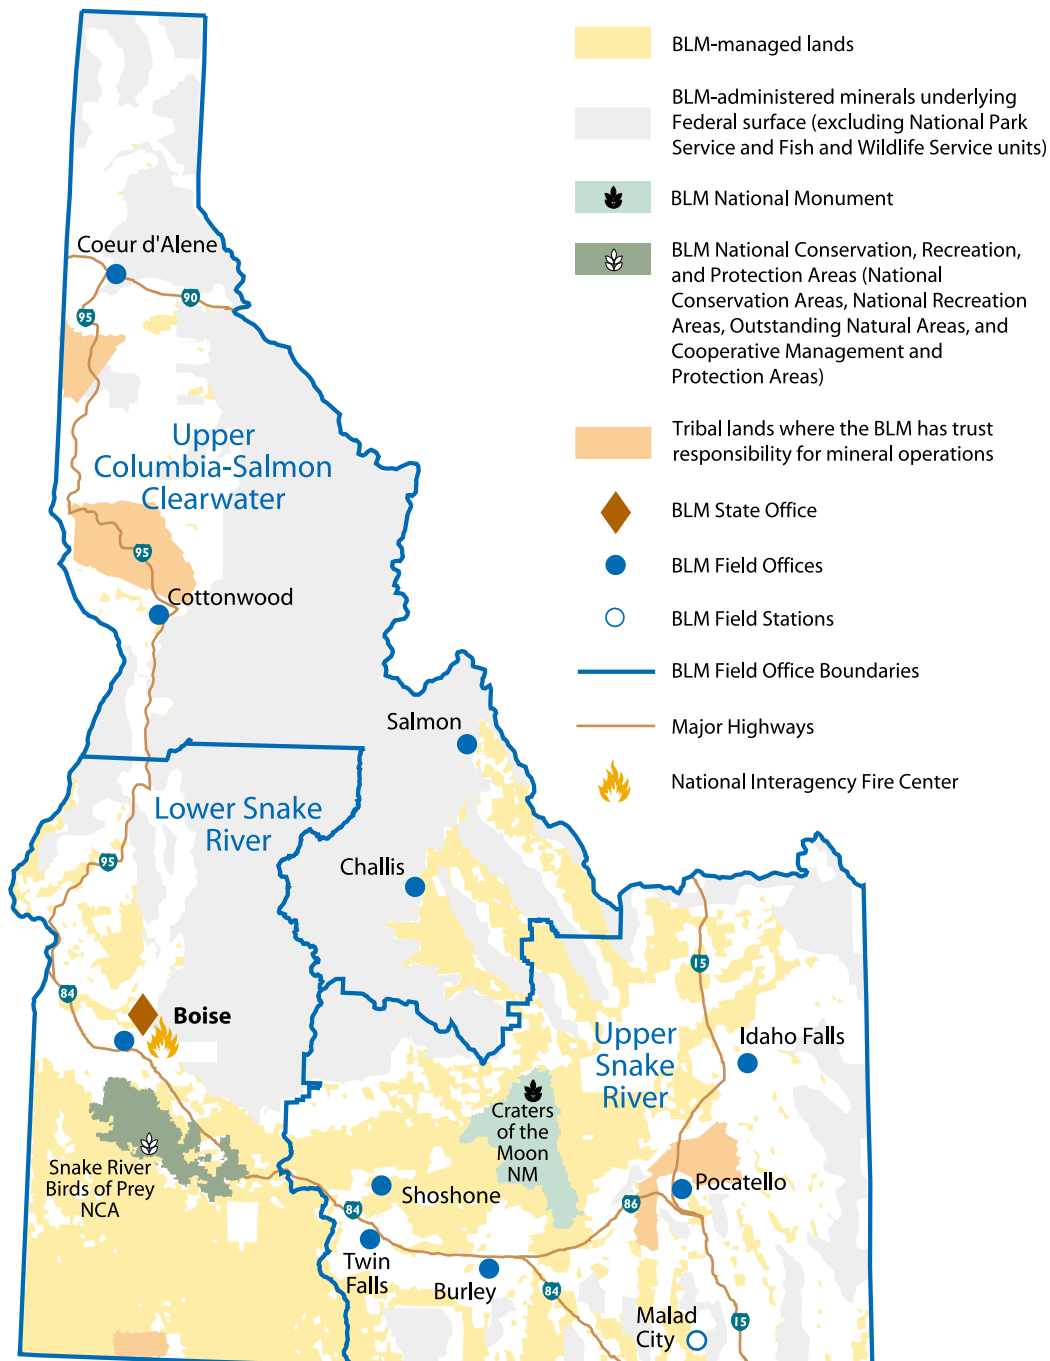 BLM-managed lands
BLM-administered minerals underlying
Federal surface (excluding National Park
Service and Fish and Wildlife Service units)
BLM National Monument
BLM National Conservation, Recreation,
and Protection Areas (National
Conservation Areas, National Recreation
Areas, Outstanding Natural Areas, and
Cooperative Management and
Protection Areas)
Tribal lands where the BLM has trust
responsibility for mineral operations
BLM State Office
BLM Field Offices
BLM Field Stations
BLM Field Office Boundaries
Major Highways
National Interagency Fire Center
Coeur d'Alene
90
95
Upper
Columbia-Salmon
Clearwater
95
Cottonwood
Salmon
Lower Snake
River
95
Challis
15
84
Boise
Upper
Snake
River
Idaho Falls
Craters
of the
Moon
NM
Snake River
Birds of Prey
NCA
Shoshone
Pocatello
84
86
Twin
Falls
Burley
84
Malad
City
15